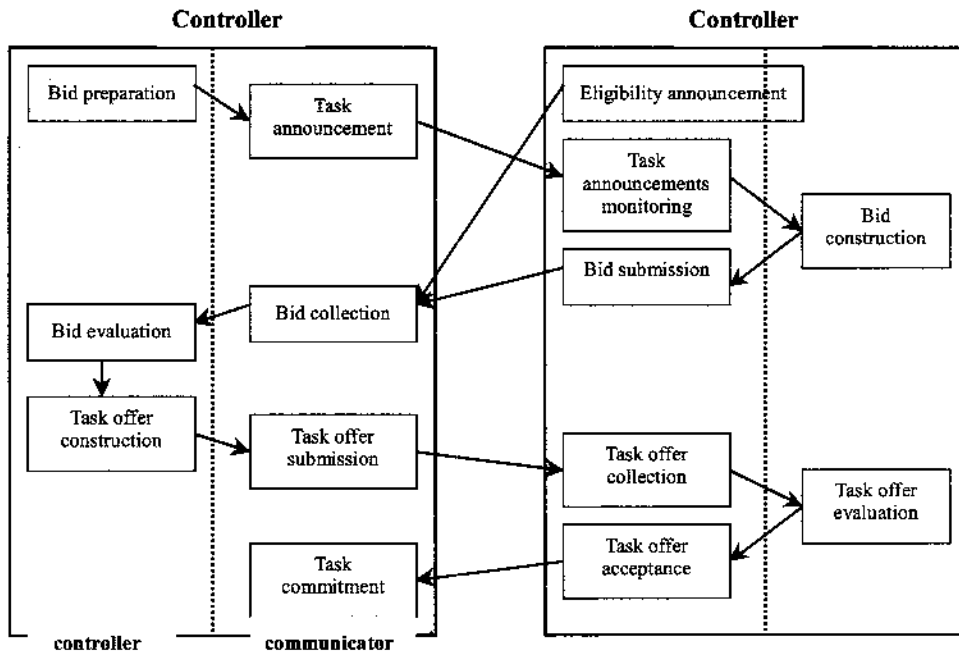 Controller
Controller
Bid preparation
Task
announcement
Eligibility announcement
Task
announcements
monitoring
Bid
construction
Bid submission
Bid collection
Bid evaluation
Task offer
construction
Task offer
submission
Task offer
collection
Task offer
evaluation
Task offer
acceptance
Task
commitment
controller
communicator